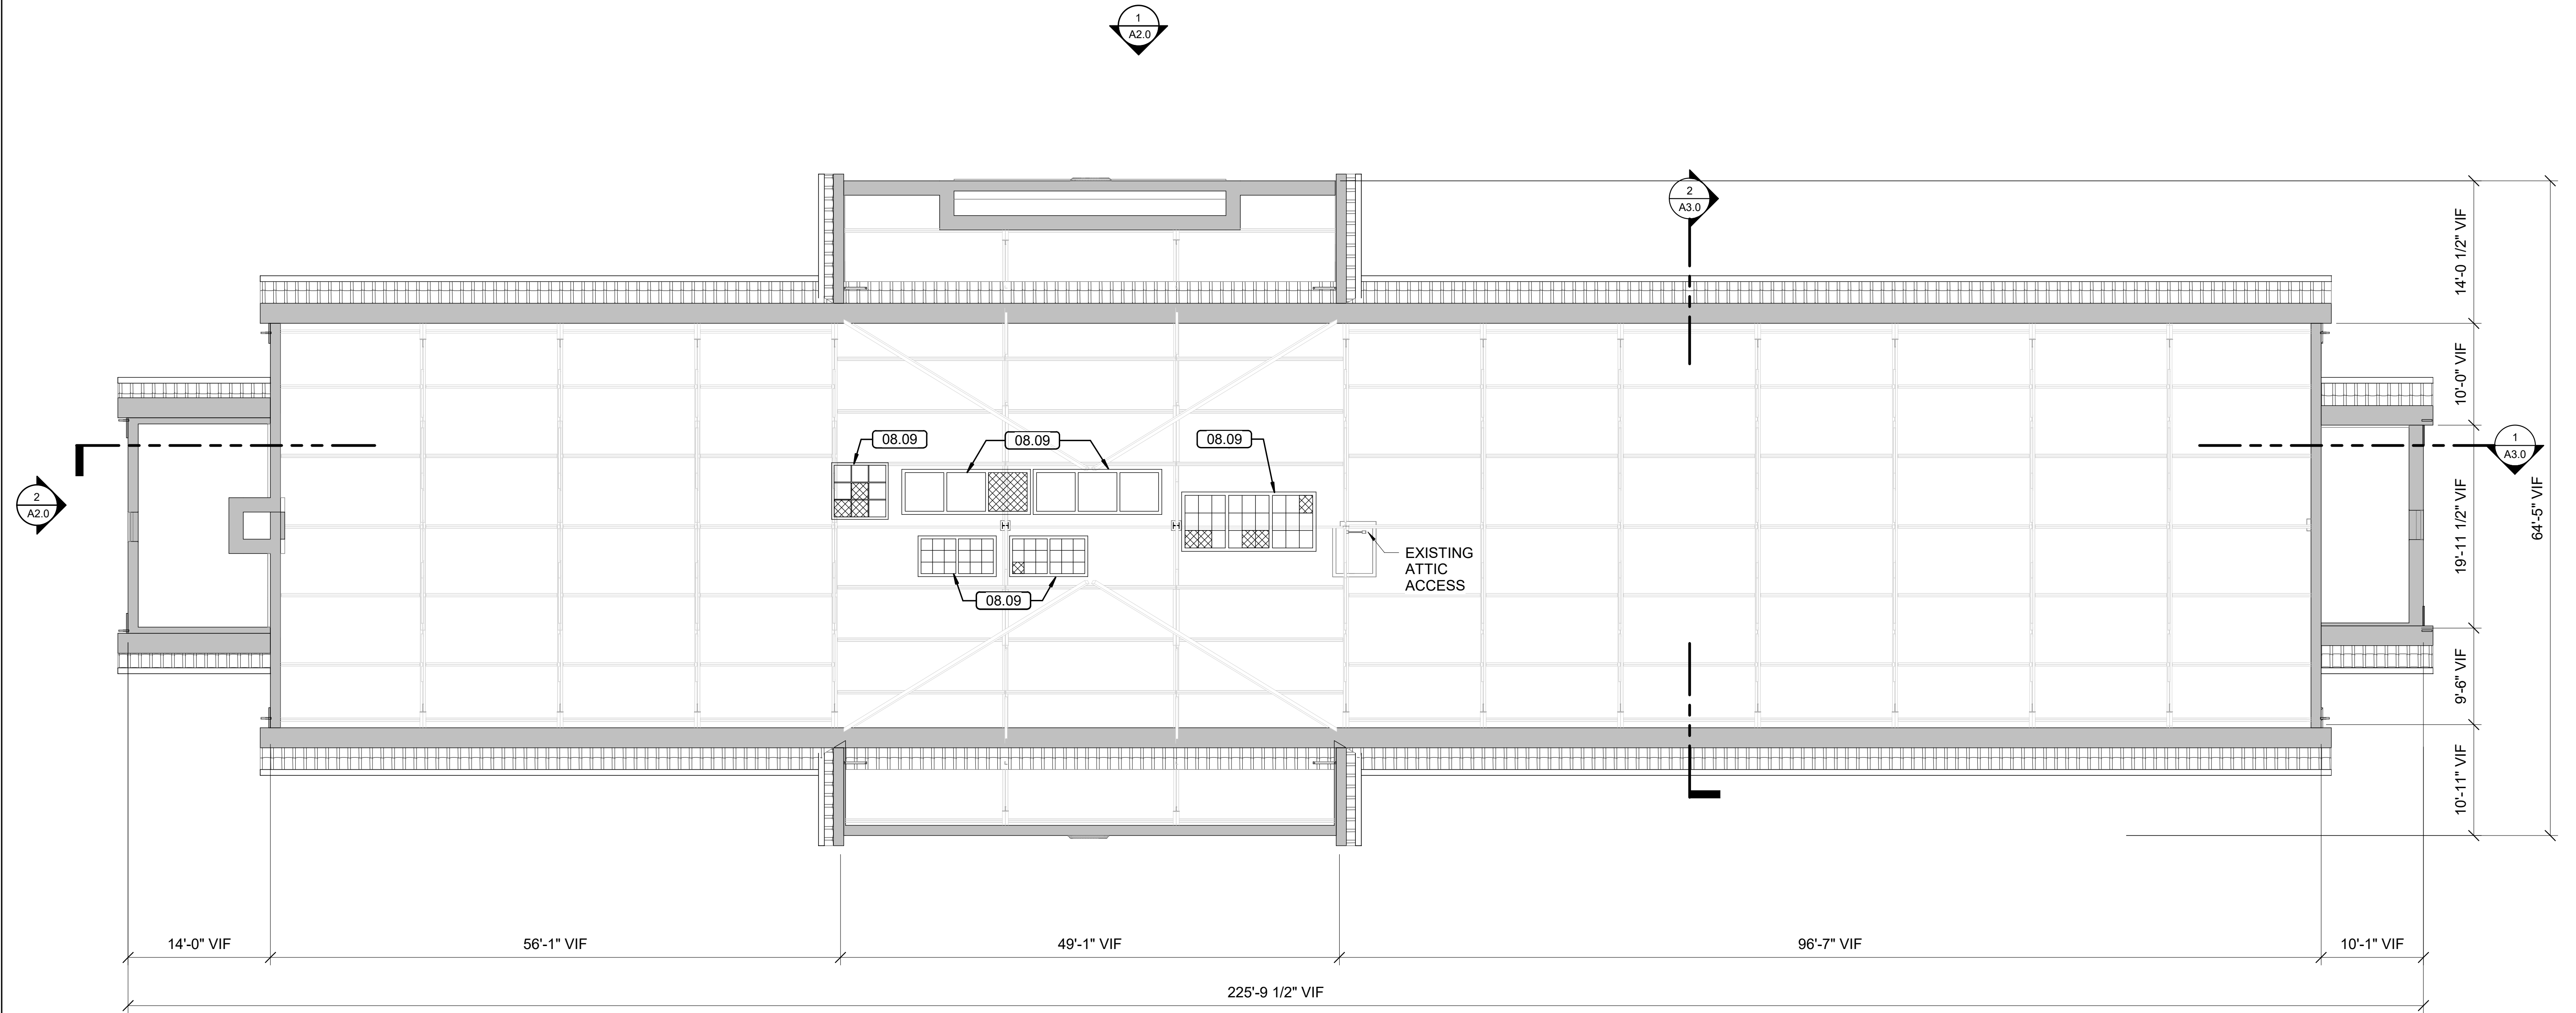 1
A2.0
2
A3.0
14'-0 1/2" VIF
10'-0" VIF
08.09
08.09
08.09
1
A3.0
2
A2.0
19'-11 1/2" VIF
64'-5" VIF
EXISTING
ATTIC
ACCESS
08.09
9'-6" VIF
10'-11" VIF
14'-0" VIF
56'-1" VIF
49'-1" VIF
96'-7" VIF
10'-1" VIF
225'-9 1/2" VIF